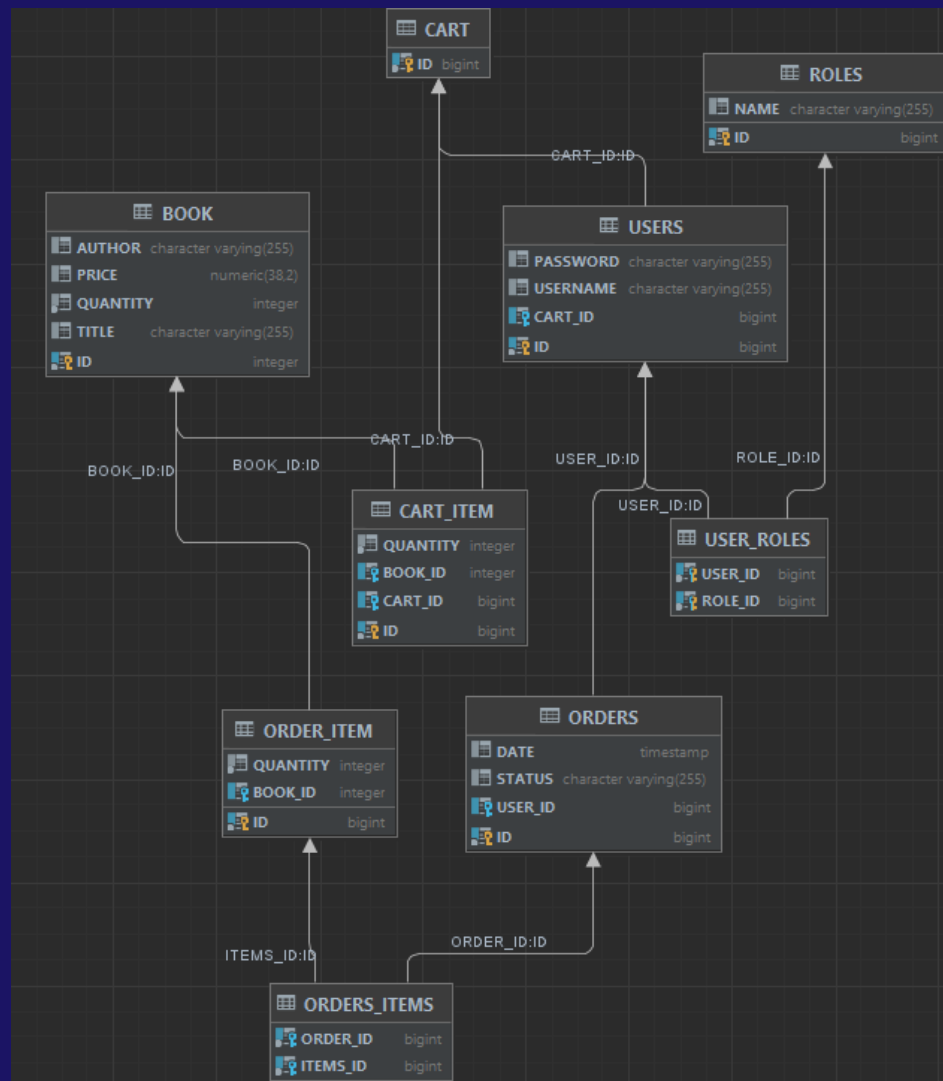 CART
ID bigint
ROLES
NAME character varying(255)
ID bigint
CART_ID:ID
BOOK
AUTHOR character varying(255)
PRICE numeric(38,2)
QUANTITY integer
TITLE character varying(255)
ID integer
USERS
PASSWORD character varying(255)
USERNAME character varying(255)
CART_ID bigint
ID bigint
CART_ID:ID
BOOK_ID:ID
BOOK_ID:ID
USER_ID:ID
ROLE_ID:ID
USER_ID:ID
CART_ITEM
QUANTITY integer
BOOK_ID integer
CART_ID bigint
ID bigint
USER_ROLES
USER_ID bigint
ROLE_ID bigint
ORDER_ITEM
QUANTITY integer
BOOK_ID integer
ID bigint
ORDERS
DATE timestamp
STATUS character varying(255)
USER_ID bigint
ID bigint
ITEMS_ID:ID
ORDER_ID:ID
ORDERS_ITEMS
ORDER_ID bigint
ITEMS_ID bigint